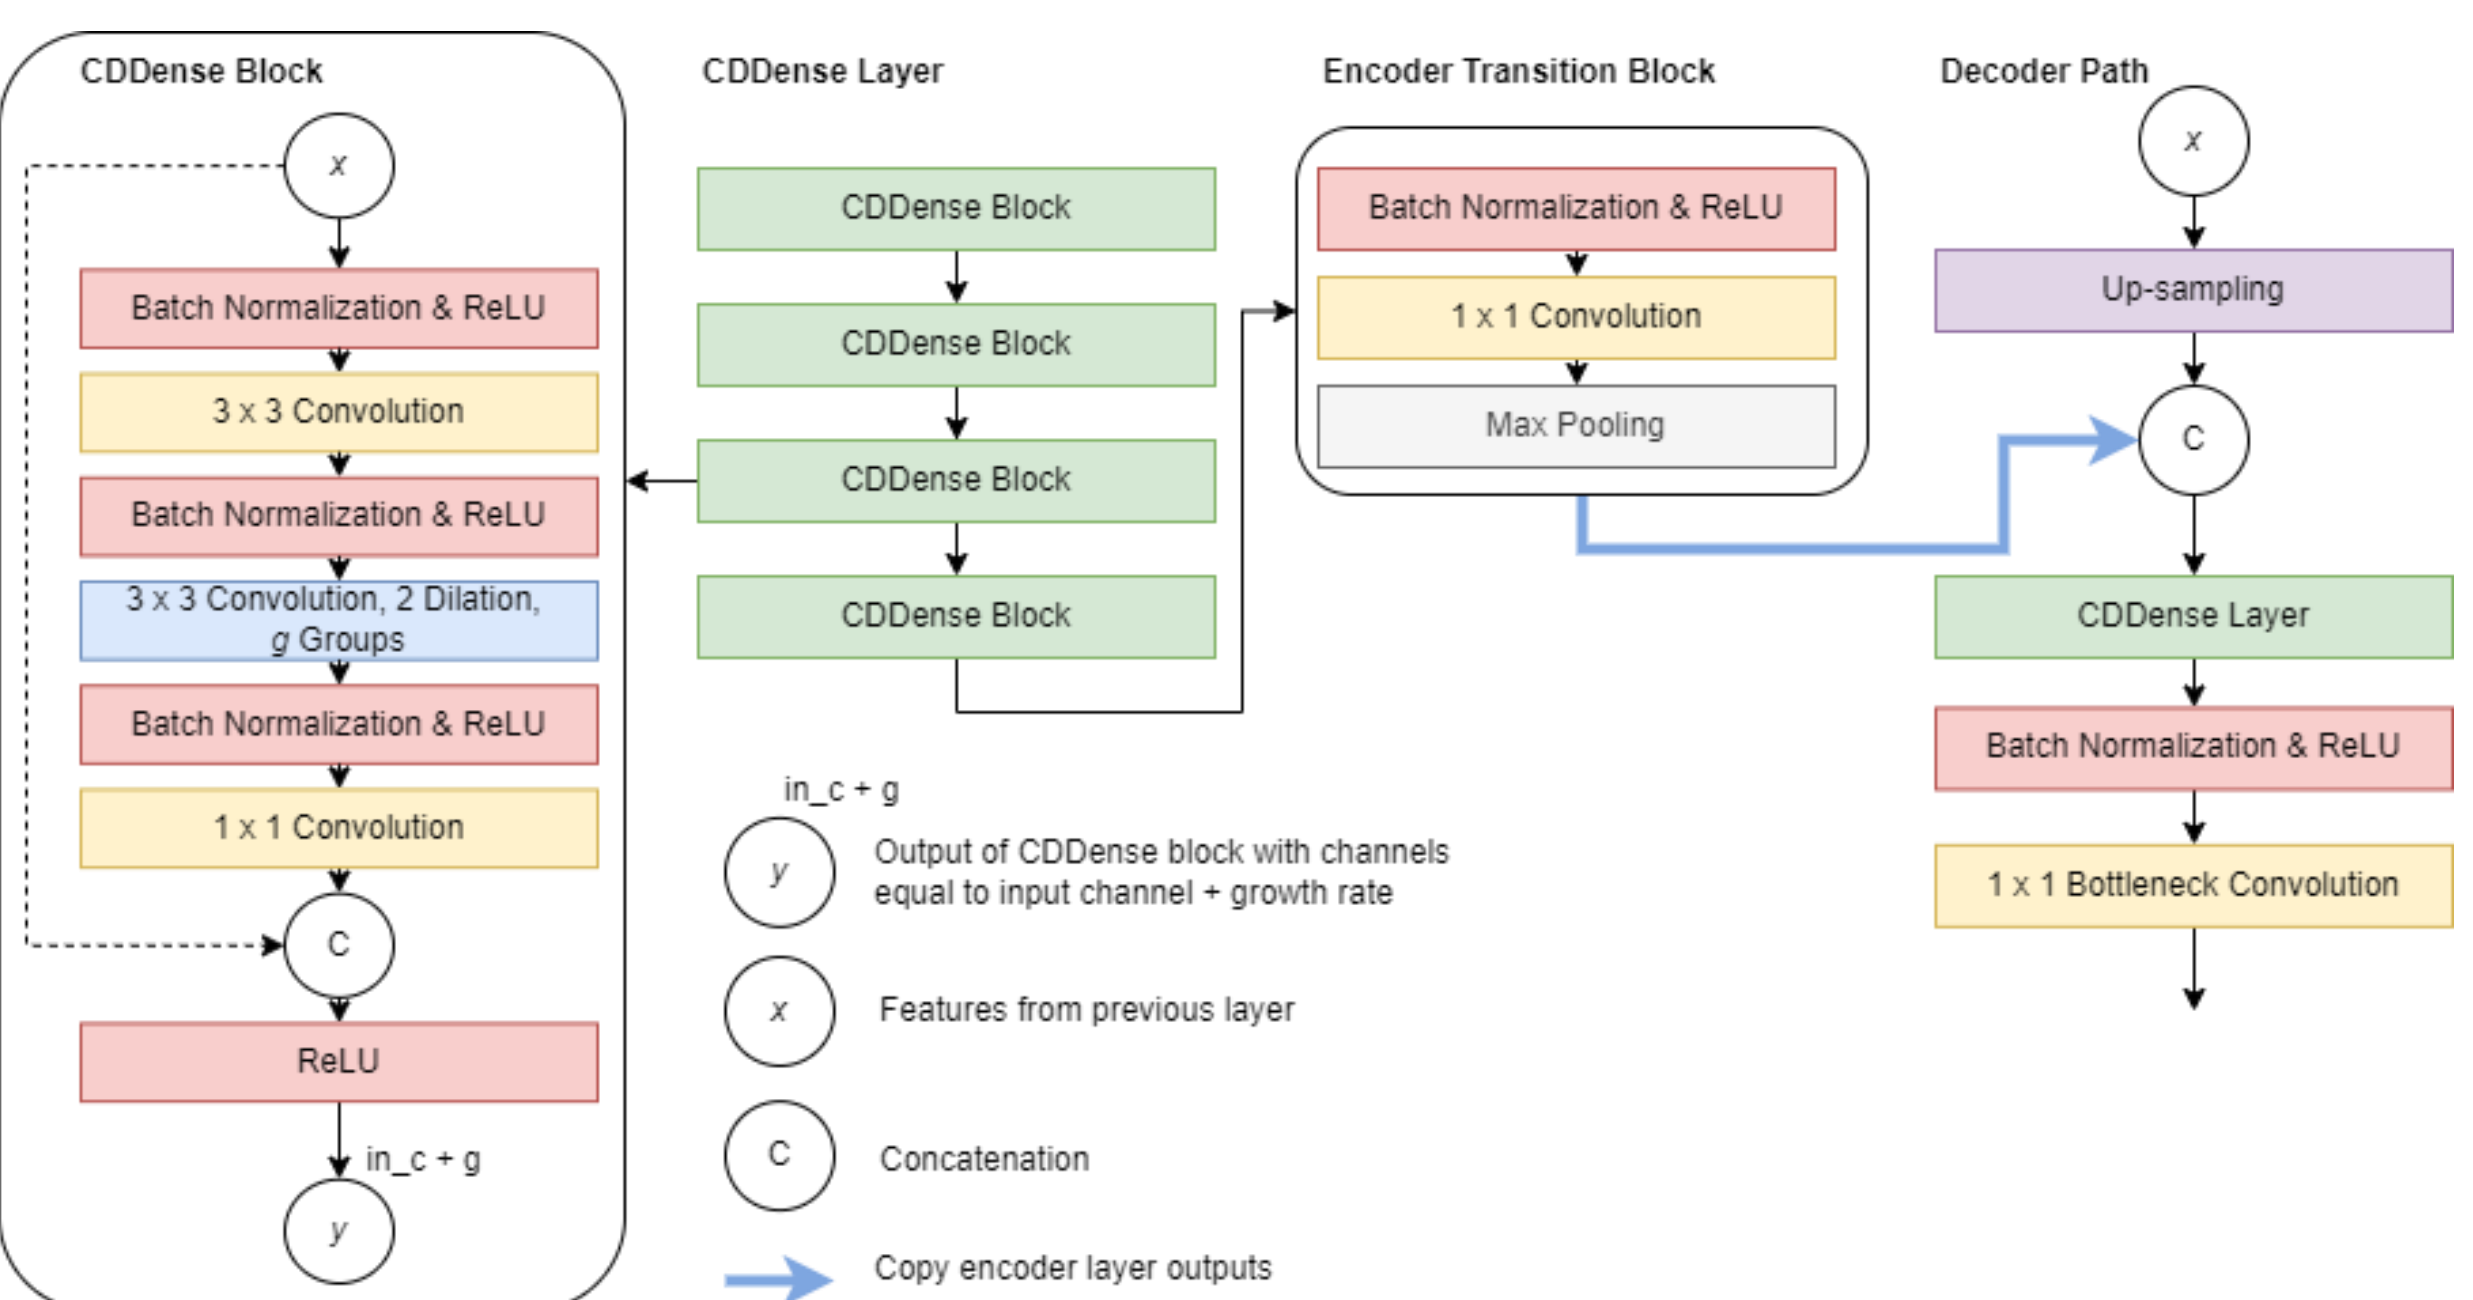 CDDense Block
x
Batch Normalization & ReLU
3 x 3 Convolution
Batch Normalization & ReLU
3 x 3 Convolution, 2 Dilation,
g Groups
Batch Normalization & ReLU
1 x 1 Convolution
C
ReLU
in_c + g
y
CDDense Layer
CDDense Block
CDDense Block
CDDense Block
CDDense Block
Encoder Transition Block
Batch Normalization & ReLU
1 x 1 Convolution
Max Pooling
Decoder Path
x
Up-sampling
C
CDDense Layer
Batch Normalization & ReLU
1 x 1 Bottleneck Convolution
in_c + g
y
Output of CDDense block with channels
equal to input channel + growth rate
x
Features from previous layer
C
Concatenation
Copy encoder layer outputs